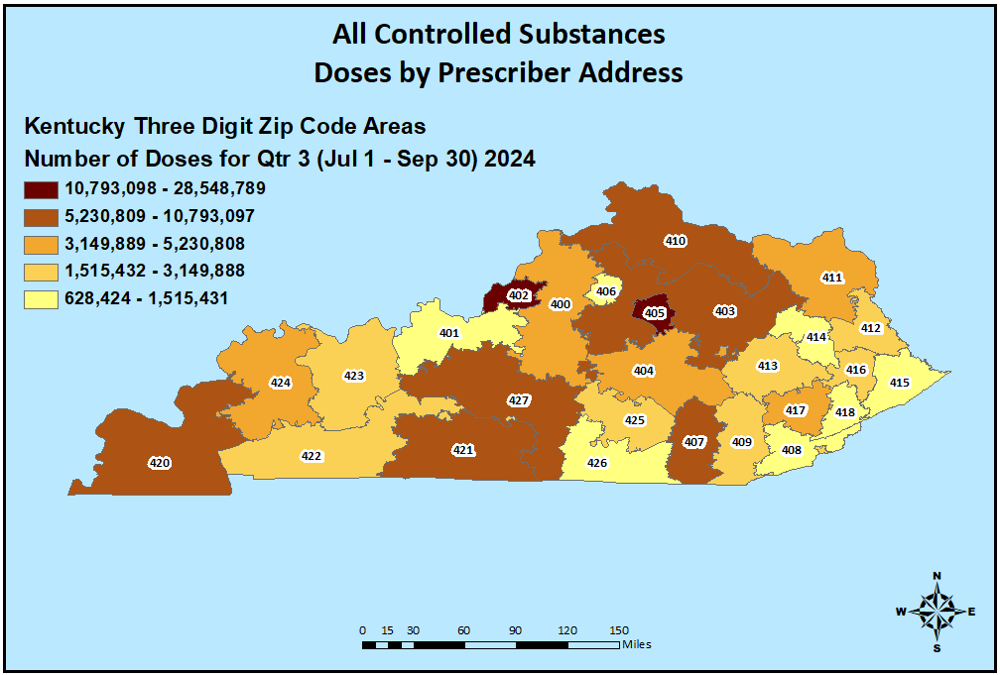 All Controlled Substances
Doses by Prescriber Address
Kentucky Three Digit Zip Code Areas
Number of Doses for Qtr 3 (Jul 1 - Sep 30) 2024
10,793,098 - 28,548,789
5,230,809 - 10,793,097
3,149,889 - 5,230,808
1,515,432 - 3,149,888
628,424 - 1,515,431
410
411
402
406
400
405
403
412
401
414
413
416
423
404
424
415
427
417
418
425
407
409
421
408
422
420
426
N
W E
S
0 15 30 60 90 120 150
Miles